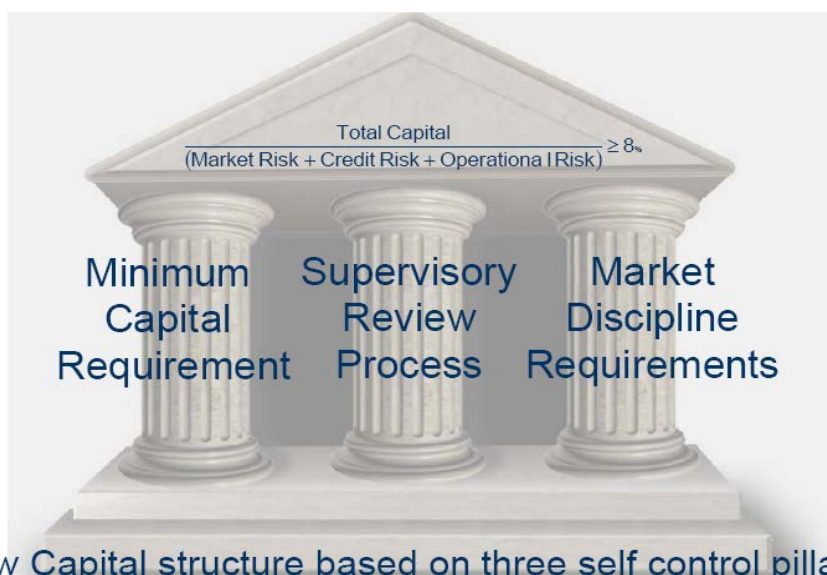 Total Capital
(Market Risk + Credit Risk + Operationa l Risk) ≥ 8%
Minimum Supervisory Market
Capital Review Discipline
Requirement Process Requirements
Capital structure based on three self control